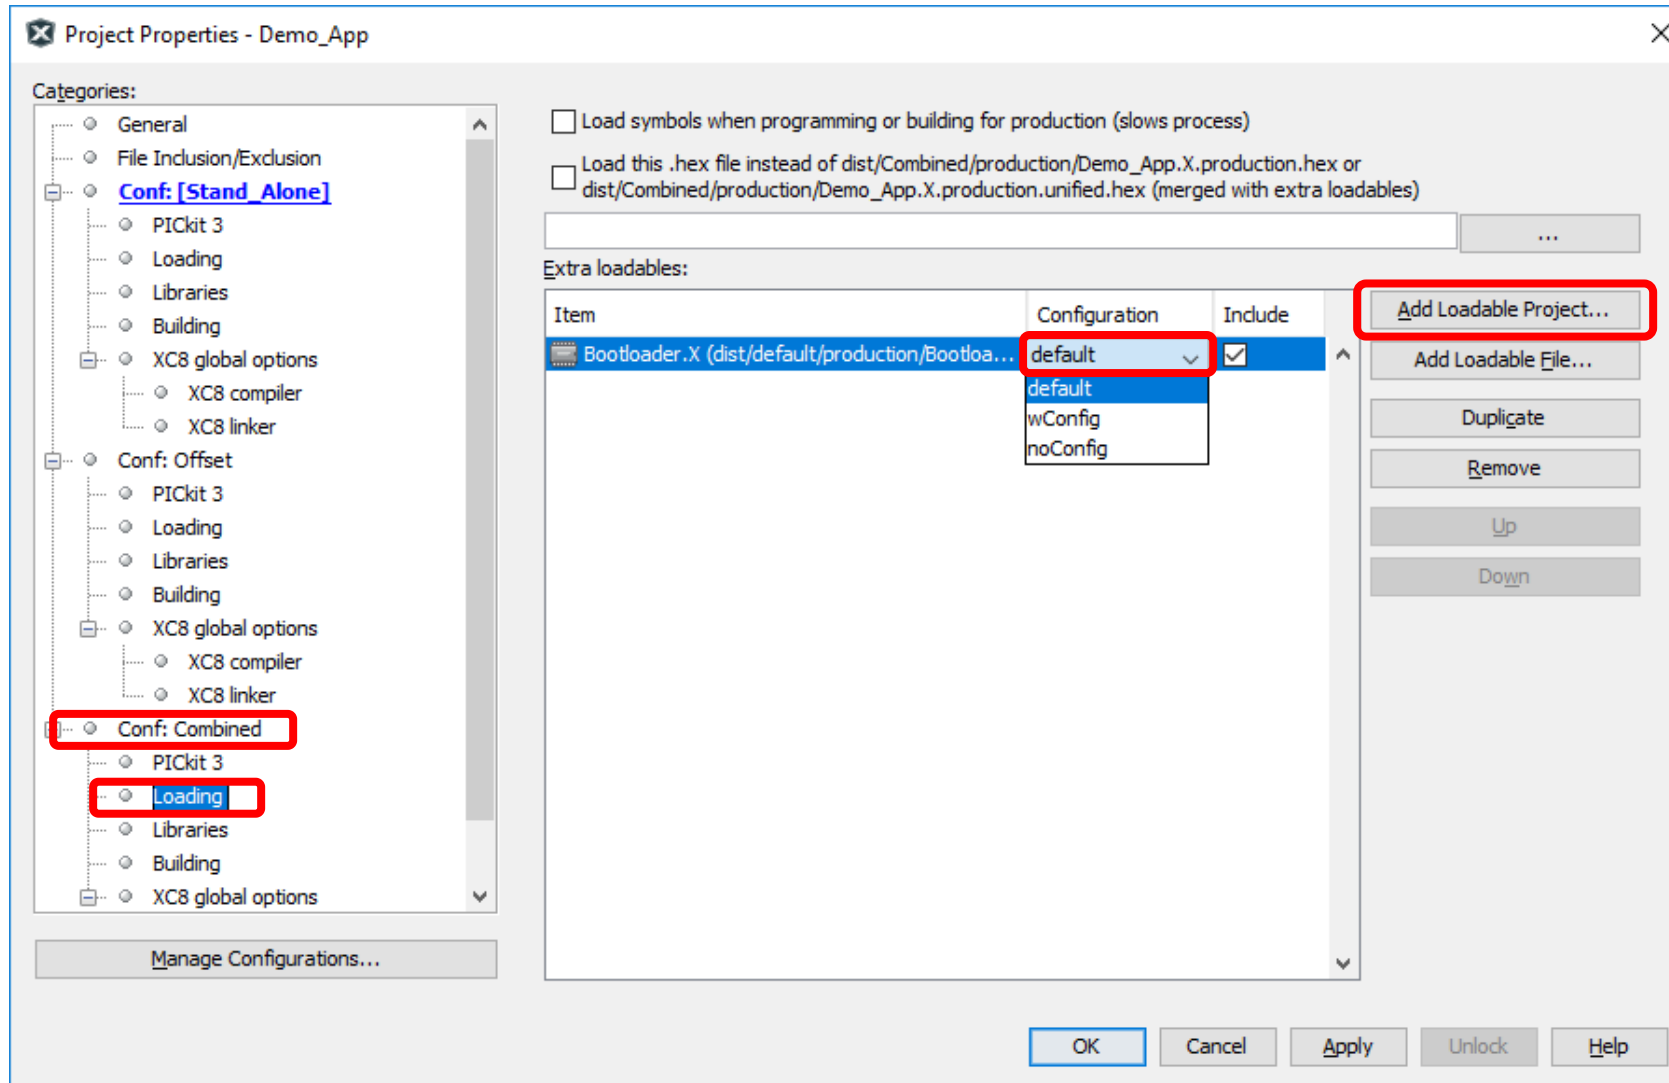 Project Properties - Demo_App
Categories:
General
File Inclusion/Exclusion
Conf: [Stand_Alone]
PICkit 3
Loading
Libraries
Building
XC8 global options
XC8 compiler
XC8 linker
Conf: Offset
PICkit 3
Loading
Libraries
Building
XC8 global options
XC8 compiler
XC8 linker
Conf: Combined
PICkit 3
Loading
Libraries
Building
XC8 global options
Manage Configurations...
Load symbols when programming or building for production (slows process)
Load this .hex file instead of dist/Combined/production/Demo_App.X.production.hex or
dist/Combined/production/Demo_App.X.production.unified.hex (merged with extra loadables)
...
Extra loadables:
Item Configuration Include
Bootloader.X (dist/default/production/Bootloa... default
default
wConfig
noConfig
Add Loadable Project...
Add Loadable File...
Duplicate
Remove
Up
Down
OK Cancel Apply Unlock Help